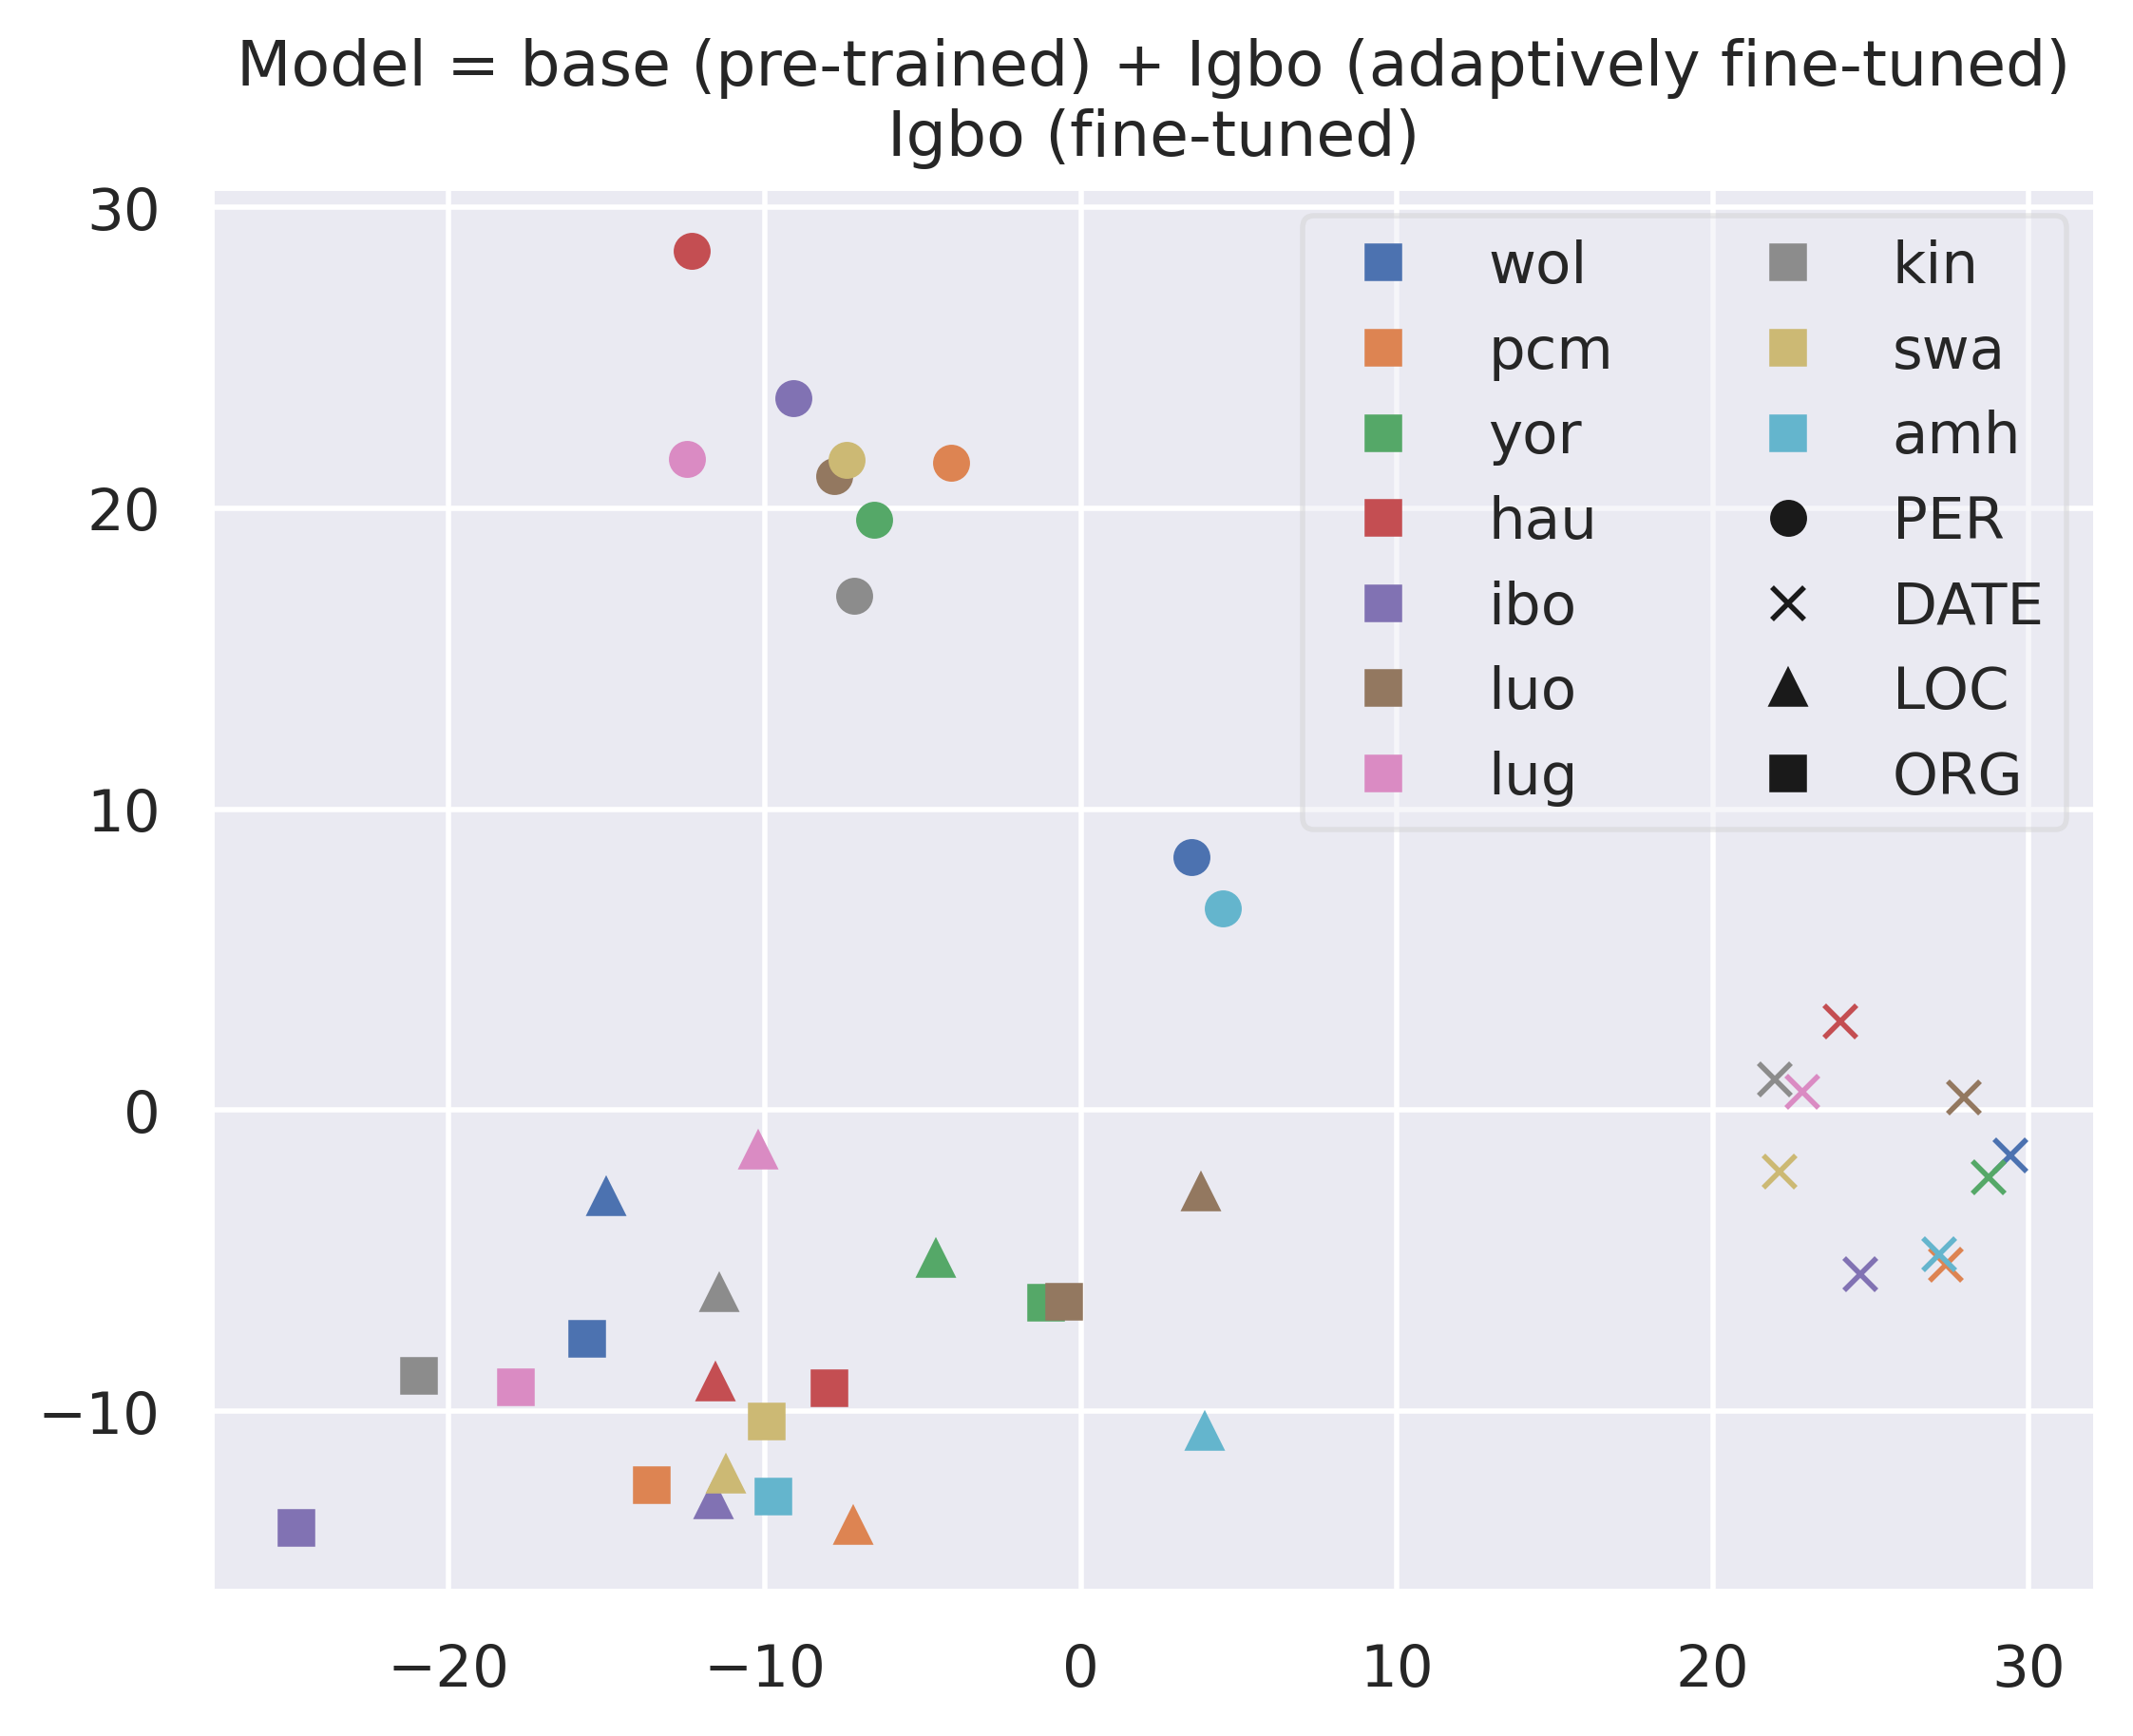 Model = base (pre-trained) + Igbo (adaptively fine-tuned)
Igbo (fine-tuned)
30
20
10
0
−10
−20
−10
0
10
20
30
wol
pcm
yor
hau
ibo
luo
lug
kin
swa
amh
PER
DATE
LOC
ORG